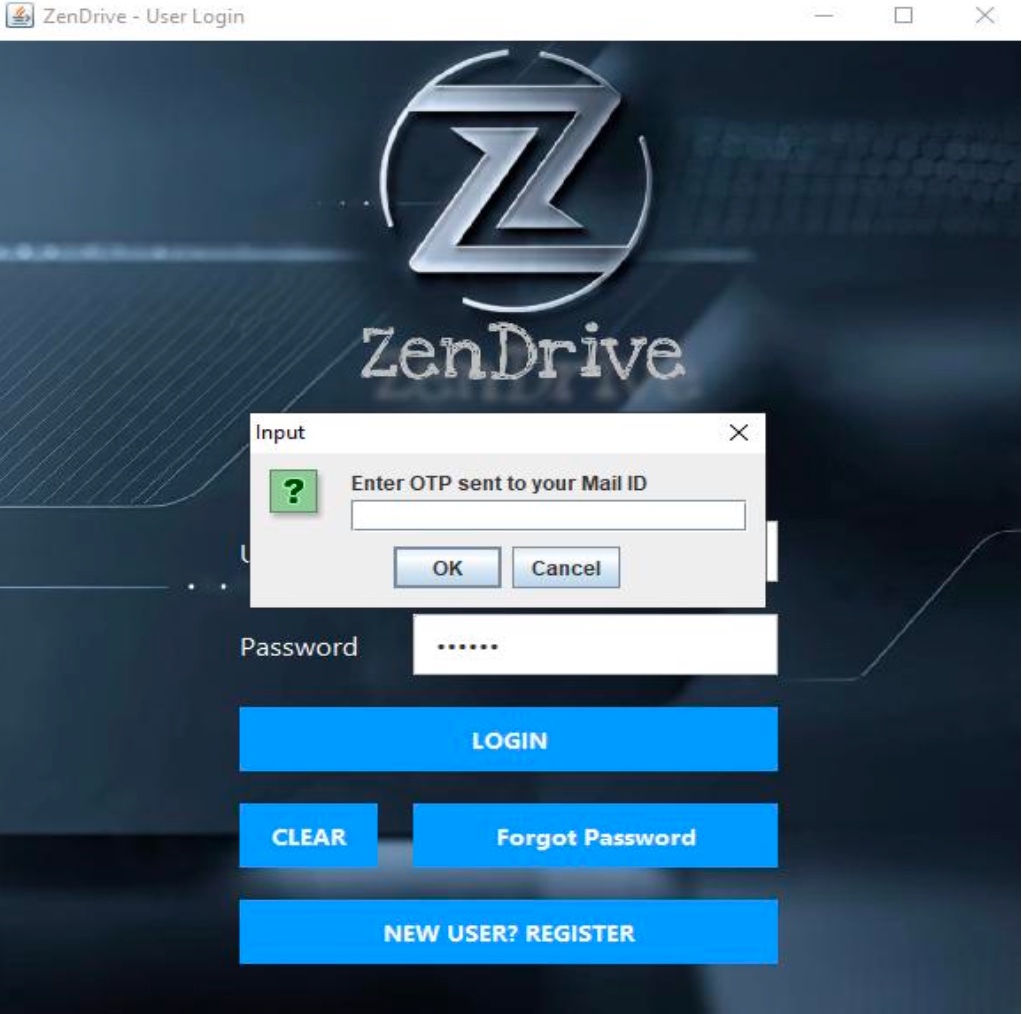 ZenDrive - User Login
ZenDrive
Input
Enter OTP sent to your Mail ID
OK Cancel
Password ••••••
LOGIN
CLEAR Forgot Password
NEW USER? REGISTER